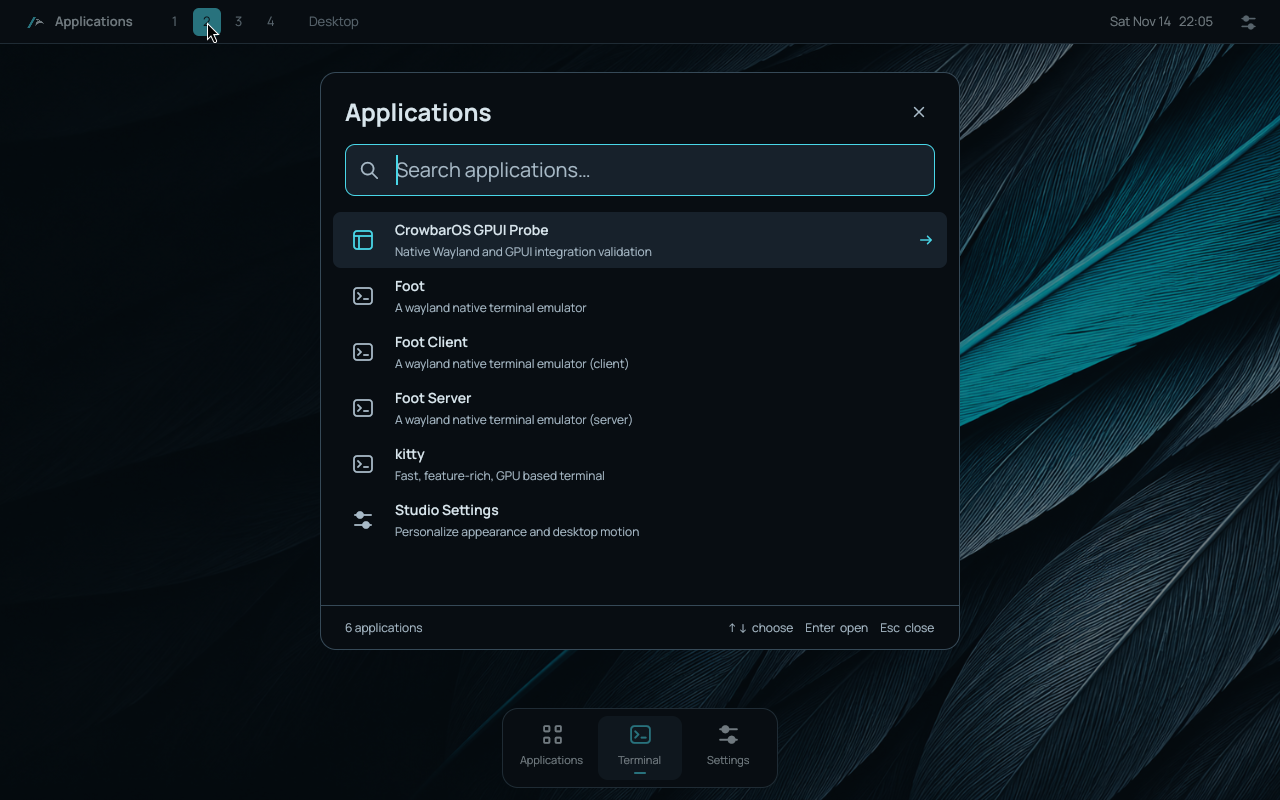 Applications 1 2 3 4 Desktop Sat Nov 14 22:05
Applications
Search applications...
CrowbarOS GPUI Probe
Native Wayland and GPUI integration validation
Foot
A wayland native terminal emulator
Foot Client
A wayland native terminal emulator (client)
Foot Server
A wayland native terminal emulator (server)
kitty
Fast, feature-rich, GPU based terminal
Studio Settings
Personalize appearance and desktop motion
6 applications ↑↓ choose Enter open Esc close
Applications Terminal Settings